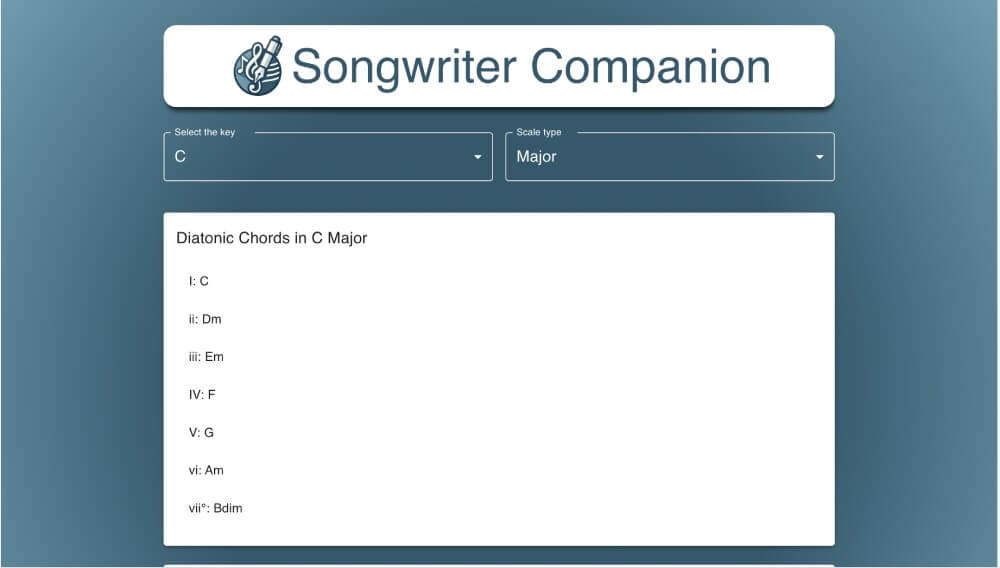 Songwriter Companion
Select the key
C
Scale type
Major
Diatonic Chords in C Major
I: C
ii: Dm
iii: Em
IV: F
V: G
vi: Am
vii°: Bdim